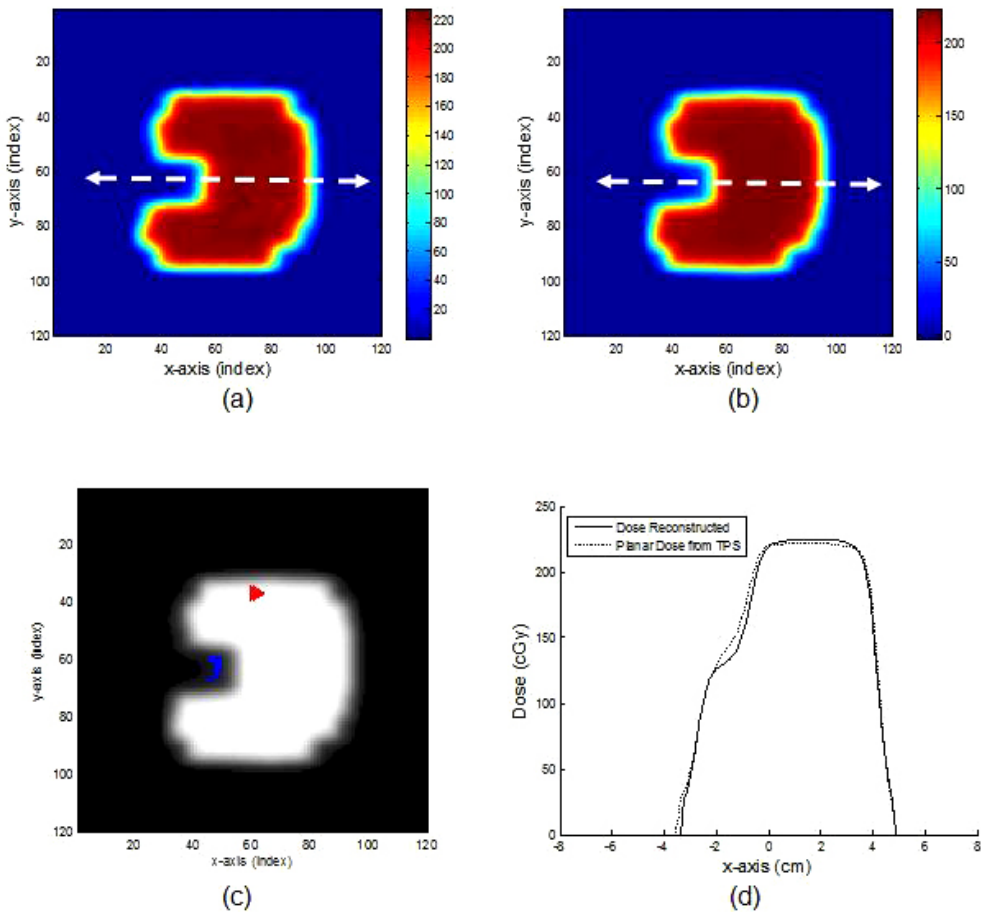 220
200
180
160
140
120
100
80
60
40
20
20
40
60
80
100
120
20 40 60 80 100 120
y-axis (index)
x-axis (index)
(a)
200
150
100
50
0
20
40
60
80
100
120
20 40 60 80 100 120
y-axis (index)
x-axis (index)
(b)
20
40
60
80
100
120
20 40 60 80 100 120
y-axis (index)
x-axis (index)
(c)
250
200
150
100
50
0
-8 -6 -4 -2 0 2 4 6 8
Dose Reconstructed
Planar Dose from TPS
Dose (cGy)
x-axis (cm)
(d)